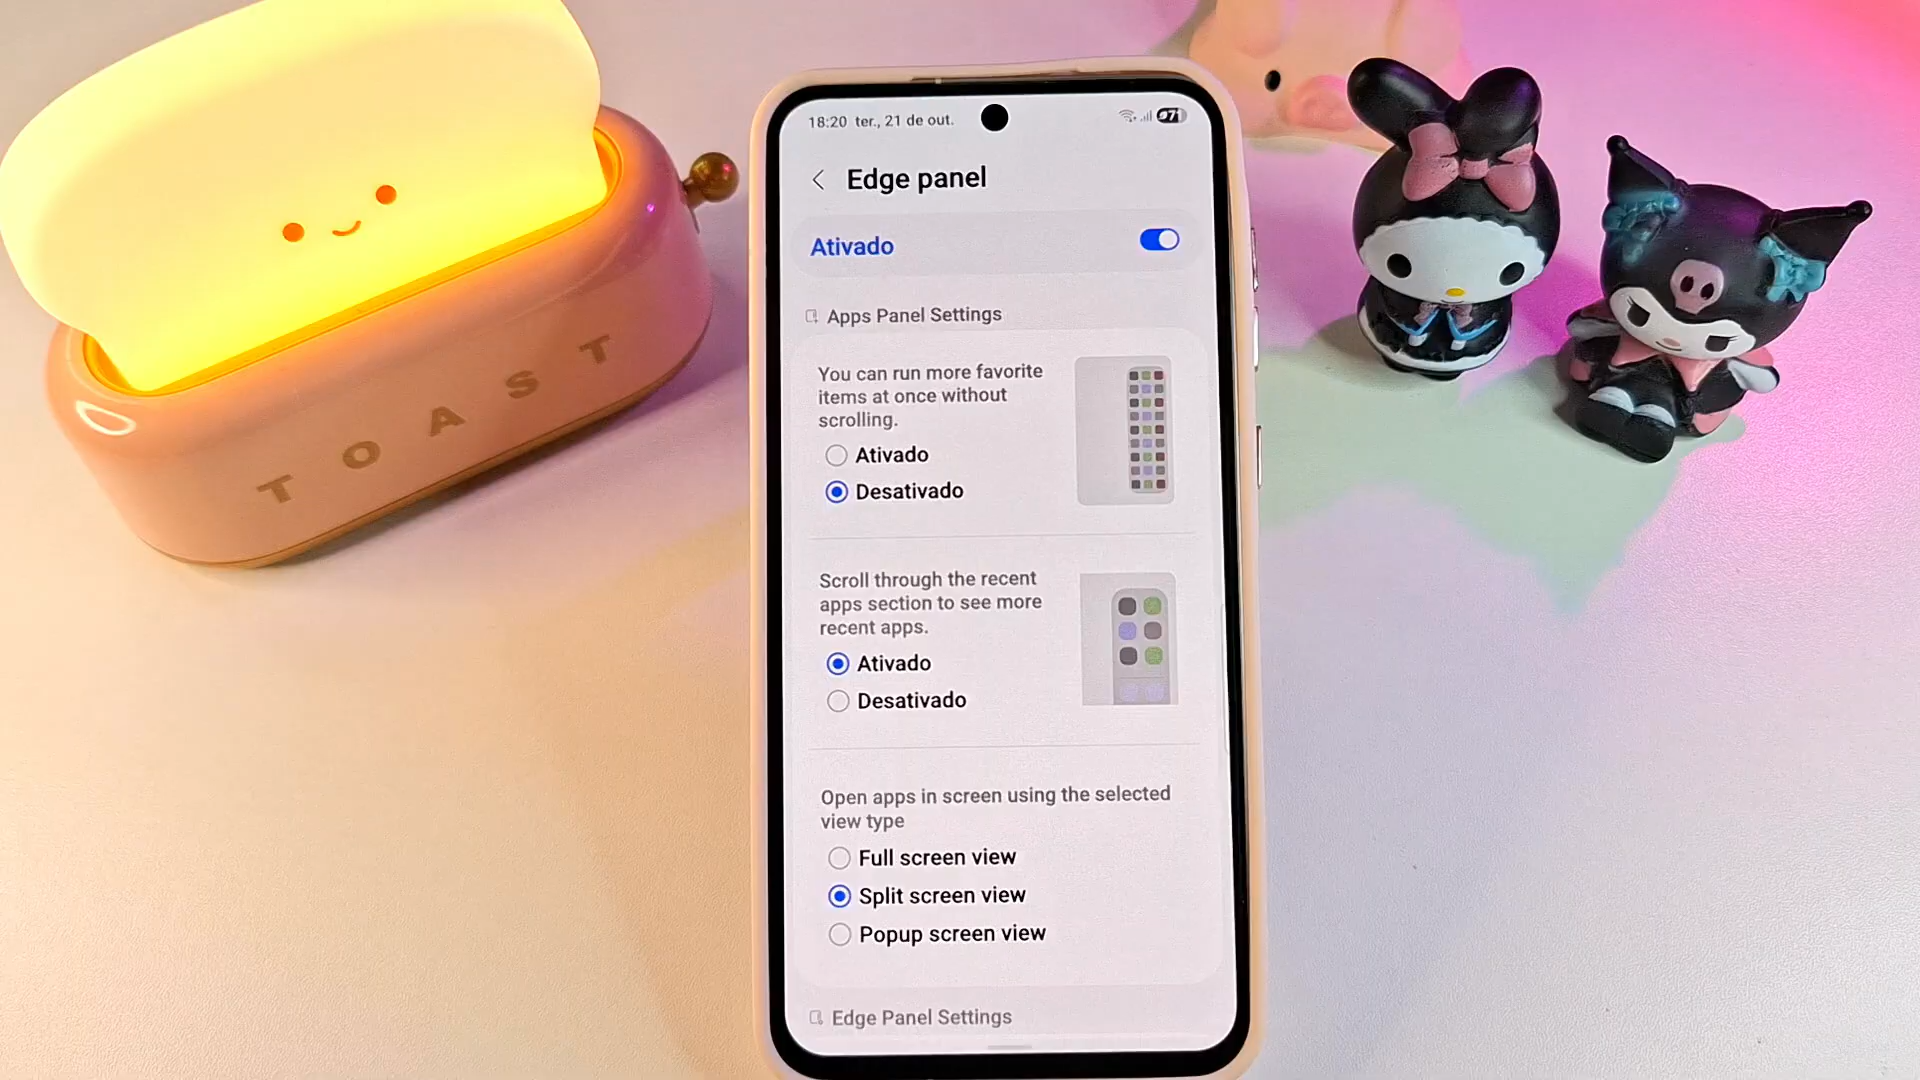 TOAST
18:20 ter., 21 de out.
71
Edge panel
Ativado
Apps Panel Settings
You can run more favorite
items at once without
scrolling.
Ativado
Desativado
Scroll through the recent
apps section to see more
recent apps.
Ativado
Desativado
Open apps in screen using the selected
view type
Full screen view
Split screen view
Popup screen view
Edge Panel Settings